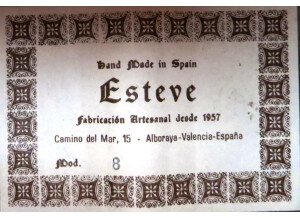 Hand Made in Spain
Esteve
Fabricación Artesanal desde 1957
Camino del Mar, 15 - Alboraya-Valencia-España
Mod. 8